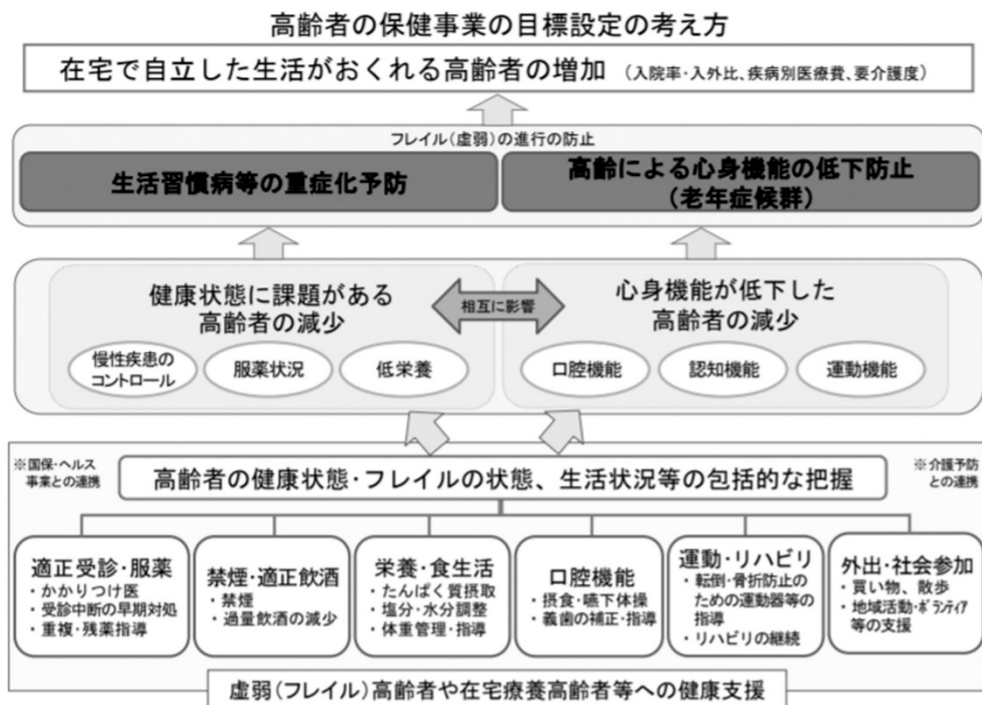 高齢者の保健事業の目標設定の考え方
在宅で自立した生活がおくれる高齢者の増加 (入院率・入外比、疾病別医療費、要介護度)
フレイル(虚弱)の進行の防止
生活習慣病等の重症化予防
高齢による心身機能の低下防止
(老年症候群)
健康状態に課題がある
高齢者の減少
慢性疾患の
コントロール
服薬状況
低栄養
相互に影響
心身機能が低下した
高齢者の減少
口腔機能
認知機能
運動機能
※国保・ヘルス
事業との連携
高齢者の健康状態・フレイルの状態、生活状況等の包括的な把握
※介護予防
との連携
適正受診・服薬
・かかりつけ医
・受診中断の早期対処
・重複・残薬指導
禁煙・適正飲酒
・禁煙
・過量飲酒の減少
栄養・食生活
・たんぱく質摂取
・塩分・水分調整
・体重管理・指導
口腔機能
・摂食・嚥下体操
・義歯の補正・指導
運動・リハビリ
・転倒・骨折防止の
ための運動器等の
指導
・リハビリの継続
外出・社会参加
・買い物、散歩
・地域活動・ボランティア
等の支援
虚弱(フレイル)高齢者や在宅療養高齢者等への健康支援